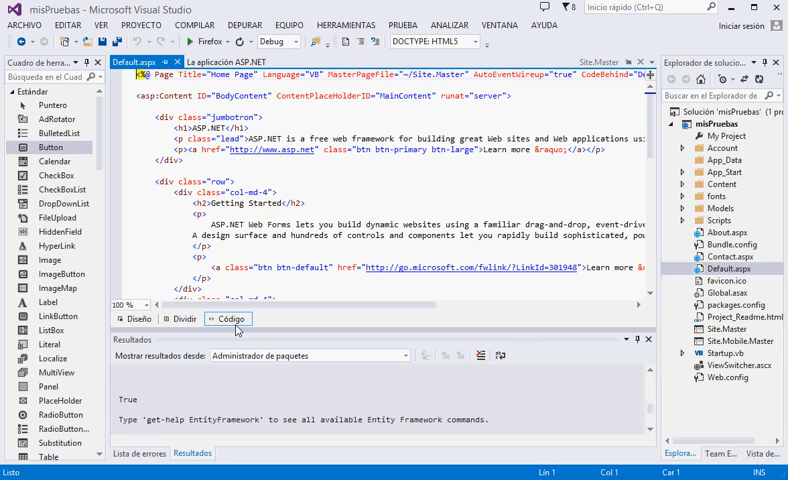 misPruebas - Microsoft Visual Studio
8
Inicio rápido (Ctrl+Q)
ARCHIVO EDITAR VER PROYECTO COMPILAR DEPURAR EQUIPO HERRAMIENTAS PRUEBA ANALIZAR VENTANA AYUDA
Iniciar sesión
Firefox
Debug
DOCTYPE: HTML5
Cuadro de herra...
Búsqueda en el Cuad
Estándar
Puntero
AdRotator
BulletedList
Button
Calendar
CheckBox
CheckBoxList
DropDownList
FileUpload
HiddenField
HyperLink
Image
ImageButton
ImageMap
Label
LinkButton
ListBox
Literal
Localize
MultiView
Panel
PlaceHolder
RadioButton
RadioButton...
Substitution
Table
Default.aspx
La aplicación ASP.NET
Site.Master
<%@ Page Title="Home Page" Language="VB" MasterPageFile="~/Site.Master" AutoEventWireup="true" CodeBehind="De
<asp:Content ID="BodyContent" ContentPlaceHolderID="MainContent" runat="server">
<div class="jumbotron">
<h1>ASP.NET</h1>
<p class="lead">ASP.NET is a free web framework for building great Web sites and Web applications us
<p><a href="http://www.asp.net" class="btn btn-primary btn-large">Learn more &raquo;</a></p>
</div>
<div class="row">
<div class="col-md-4">
<h2>Getting Started</h2>
<p>
ASP.NET Web Forms lets you build dynamic websites using a familiar drag-and-drop, event-drive
A design surface and hundreds of controls and components let you rapidly build sophisticated, pow
</p>
<p>
<a class="btn btn-default" href="http://go.microsoft.com/fwlink/?LinkId=301948">Learn more &
</p>
</div>
<div class="col-md-4">
100 %
Diseño
Dividir
Código
Resultados
Mostrar resultados desde: Administrador de paquetes
True
Type 'get-help EntityFramework' to see all available Entity Framework commands.
Lista de errores Resultados
Explorador de soluci...
Buscar en el Explorador de
Solución 'misPruebas' (1 pro
misPruebas
My Project
Account
App_Data
App_Start
Content
fonts
Models
Scripts
About.aspx
Bundle.config
Contact.aspx
Default.aspx
favicon.ico
Global.asax
packages.config
Project_Readme.html
Site.Master
Site.Mobile.Master
Startup.vb
ViewSwitcher.ascx
Web.config
Explora... Team E... Vista de...
Listo
Lín 1
Col 1
Car 1
INS